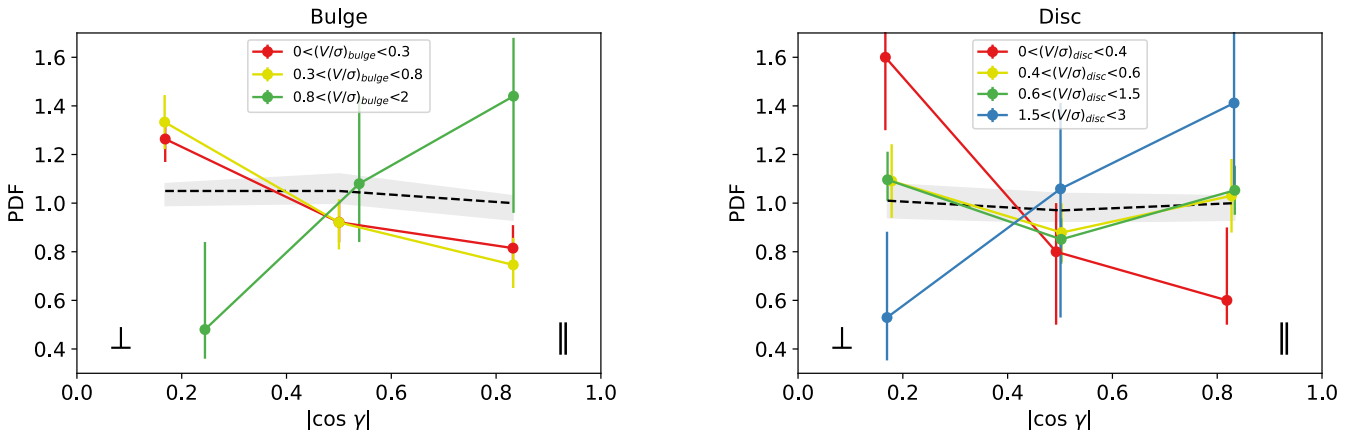 Bulge
0<(V/σ)bulge<0.3
0.3<(V/σ)bulge<0.8
0.8<(V/σ)bulge<2
PDF
1.6
1.4
1.2
1.0
0.8
0.6
0.4
⊥
∥
0.0 0.2 0.4 0.6 0.8 1.0
|cos γ|
Disc
0<(V/σ)disc<0.4
0.4<(V/σ)disc<0.6
0.6<(V/σ)disc<1.5
1.5<(V/σ)disc<3
PDF
1.6
1.4
1.2
1.0
0.8
0.6
0.4
⊥
∥
0.0 0.2 0.4 0.6 0.8 1.0
|cos γ|